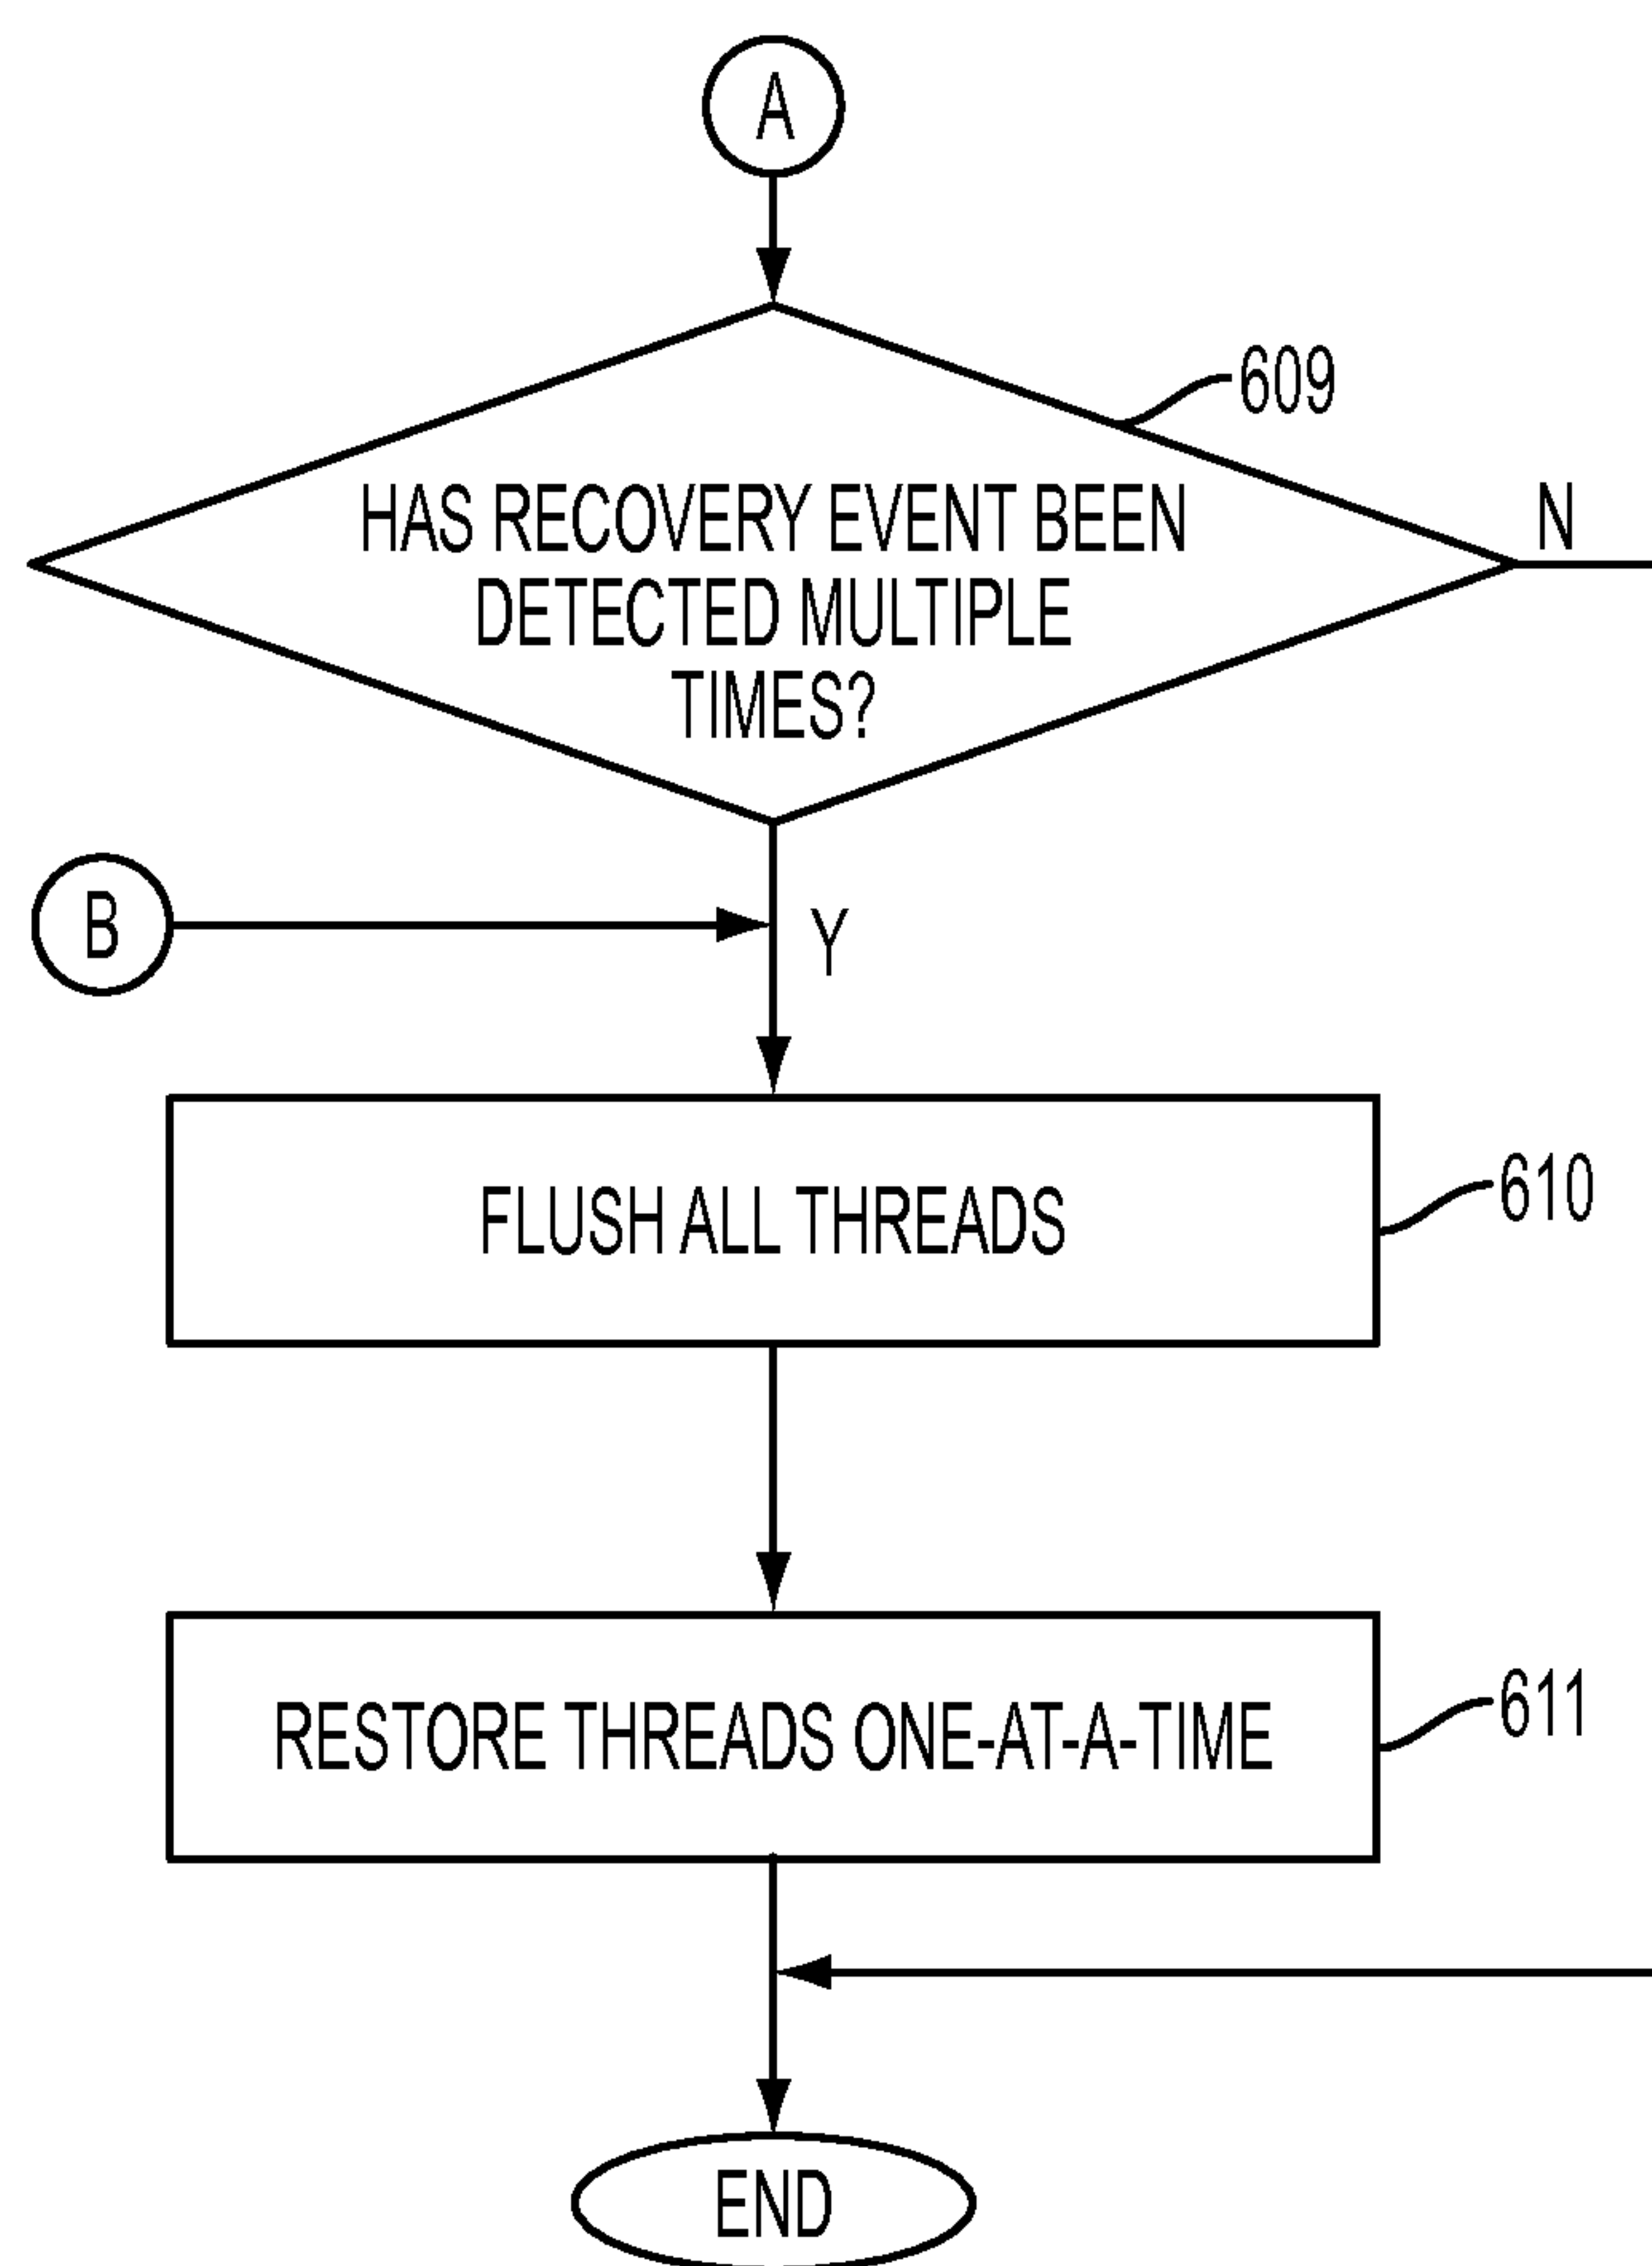 A
609
HAS RECOVERY EVENT BEEN
DETECTED MULTIPLE
TIMES?
N
B
Y
FLUSH ALL THREADS
610
RESTORE THREADS ONE-AT-A-TIME
611
END